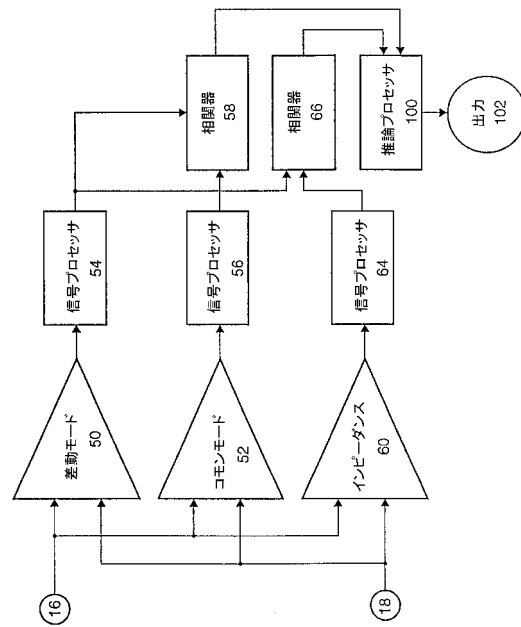 16
18
差動モード
50
コモンモード
52
インピーダンス
60
信号プロセッサ
54
信号プロセッサ
56
信号プロセッサ
64
相関器
58
相関器
66
推論プロセッサ
100
出力
102